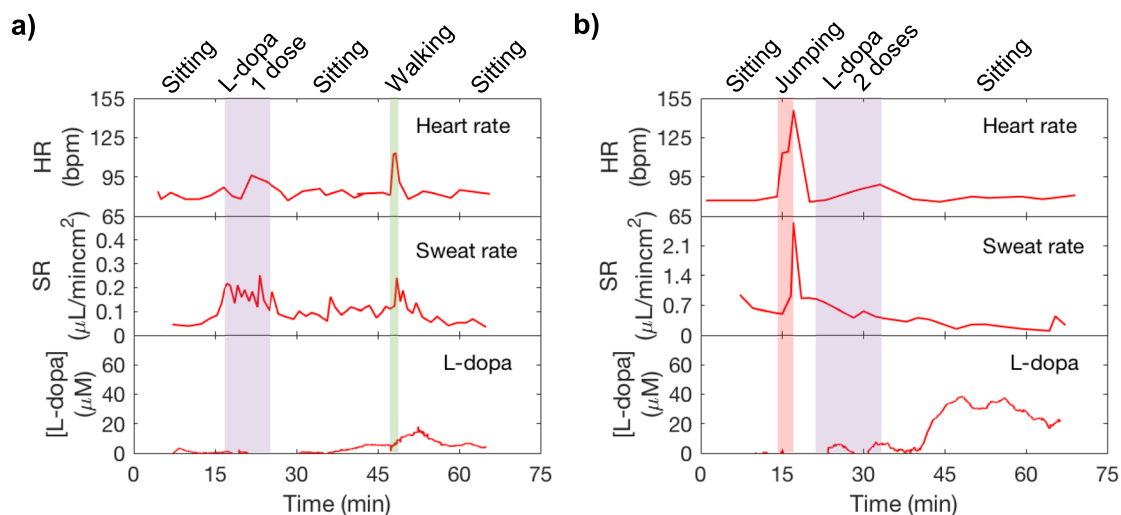 a)
Sitting
L-dopa
1 dose
Sitting
Walking
Sitting
155
125
95
65
HR
(bpm)
Heart rate
0.4
0.3
0.2
0.1
0
SR
(μL/mincm²)
Sweat rate
60
40
20
0
[L-dopa]
(μM)
L-dopa
0 15 30 45 60 75
Time (min)
b)
Sitting
Jumping
L-dopa
2 doses
Sitting
155
125
95
65
HR
(bpm)
Heart rate
2.1
1.4
0.7
0
SR
(μL/mincm²)
Sweat rate
60
40
20
0
[L-dopa]
(μM)
L-dopa
0 15 30 45 60 75
Time (min)